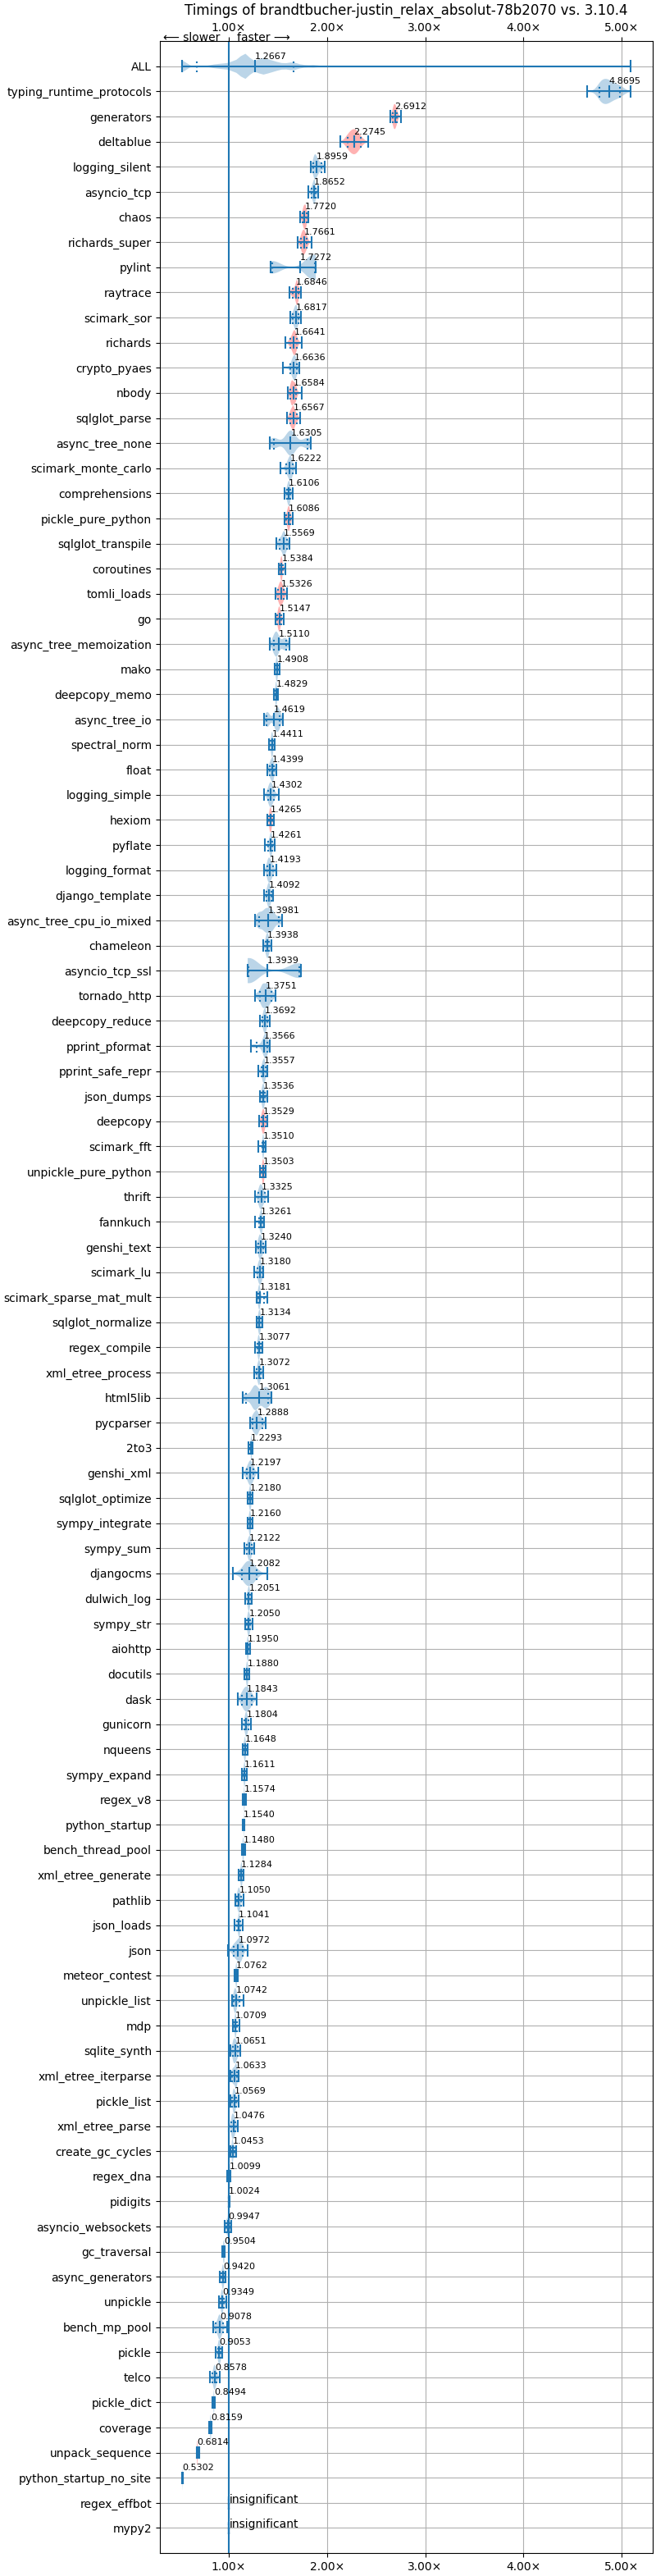 Timings of brandtbucher-justin_relax_absolut-78b2070 vs. 3.10.4
1.00× 2.00× 3.00× 4.00× 5.00×
⟵ slower faster ⟶
ALL 1.2667
typing_runtime_protocols 4.8695
generators 2.6912
deltablue 2.2745
logging_silent 1.8959
asyncio_tcp 1.8652
chaos 1.7720
richards_super 1.7661
pylint 1.7272
raytrace 1.6846
scimark_sor 1.6817
richards 1.6641
crypto_pyaes 1.6636
nbody 1.6584
sqlglot_parse 1.6567
async_tree_none 1.6305
scimark_monte_carlo 1.6222
comprehensions 1.6106
pickle_pure_python 1.6086
sqlglot_transpile 1.5569
coroutines 1.5384
tomli_loads 1.5326
go 1.5147
async_tree_memoization 1.5110
mako 1.4908
deepcopy_memo 1.4829
async_tree_io 1.4619
spectral_norm 1.4411
float 1.4399
logging_simple 1.4302
hexiom 1.4265
pyflate 1.4261
logging_format 1.4193
django_template 1.4092
async_tree_cpu_io_mixed 1.3981
chameleon 1.3938
asyncio_tcp_ssl 1.3939
tornado_http 1.3751
deepcopy_reduce 1.3692
pprint_pformat 1.3566
pprint_safe_repr 1.3557
json_dumps 1.3536
deepcopy 1.3529
scimark_fft 1.3510
unpickle_pure_python 1.3503
thrift 1.3325
fannkuch 1.3261
genshi_text 1.3240
scimark_lu 1.3180
scimark_sparse_mat_mult 1.3181
sqlglot_normalize 1.3134
regex_compile 1.3077
xml_etree_process 1.3072
html5lib 1.3061
pycparser 1.2888
2to3 1.2293
genshi_xml 1.2197
sqlglot_optimize 1.2180
sympy_integrate 1.2160
sympy_sum 1.2122
djangocms 1.2082
dulwich_log 1.2051
sympy_str 1.2050
aiohttp 1.1950
docutils 1.1880
dask 1.1843
gunicorn 1.1804
nqueens 1.1648
sympy_expand 1.1611
regex_v8 1.1574
python_startup 1.1540
bench_thread_pool 1.1480
xml_etree_generate 1.1284
pathlib 1.1050
json_loads 1.1041
json 1.0972
meteor_contest 1.0762
unpickle_list 1.0742
mdp 1.0709
sqlite_synth 1.0651
xml_etree_iterparse 1.0633
pickle_list 1.0569
xml_etree_parse 1.0476
create_gc_cycles 1.0453
regex_dna 1.0099
pidigits 1.0024
asyncio_websockets 0.9947
gc_traversal 0.9504
async_generators 0.9420
unpickle 0.9349
bench_mp_pool 0.9078
pickle 0.9053
telco 0.8578
pickle_dict 0.8494
coverage 0.8159
unpack_sequence 0.6814
python_startup_no_site 0.5302
regex_effbot insignificant
mypy2 insignificant
1.00× 2.00× 3.00× 4.00× 5.00×